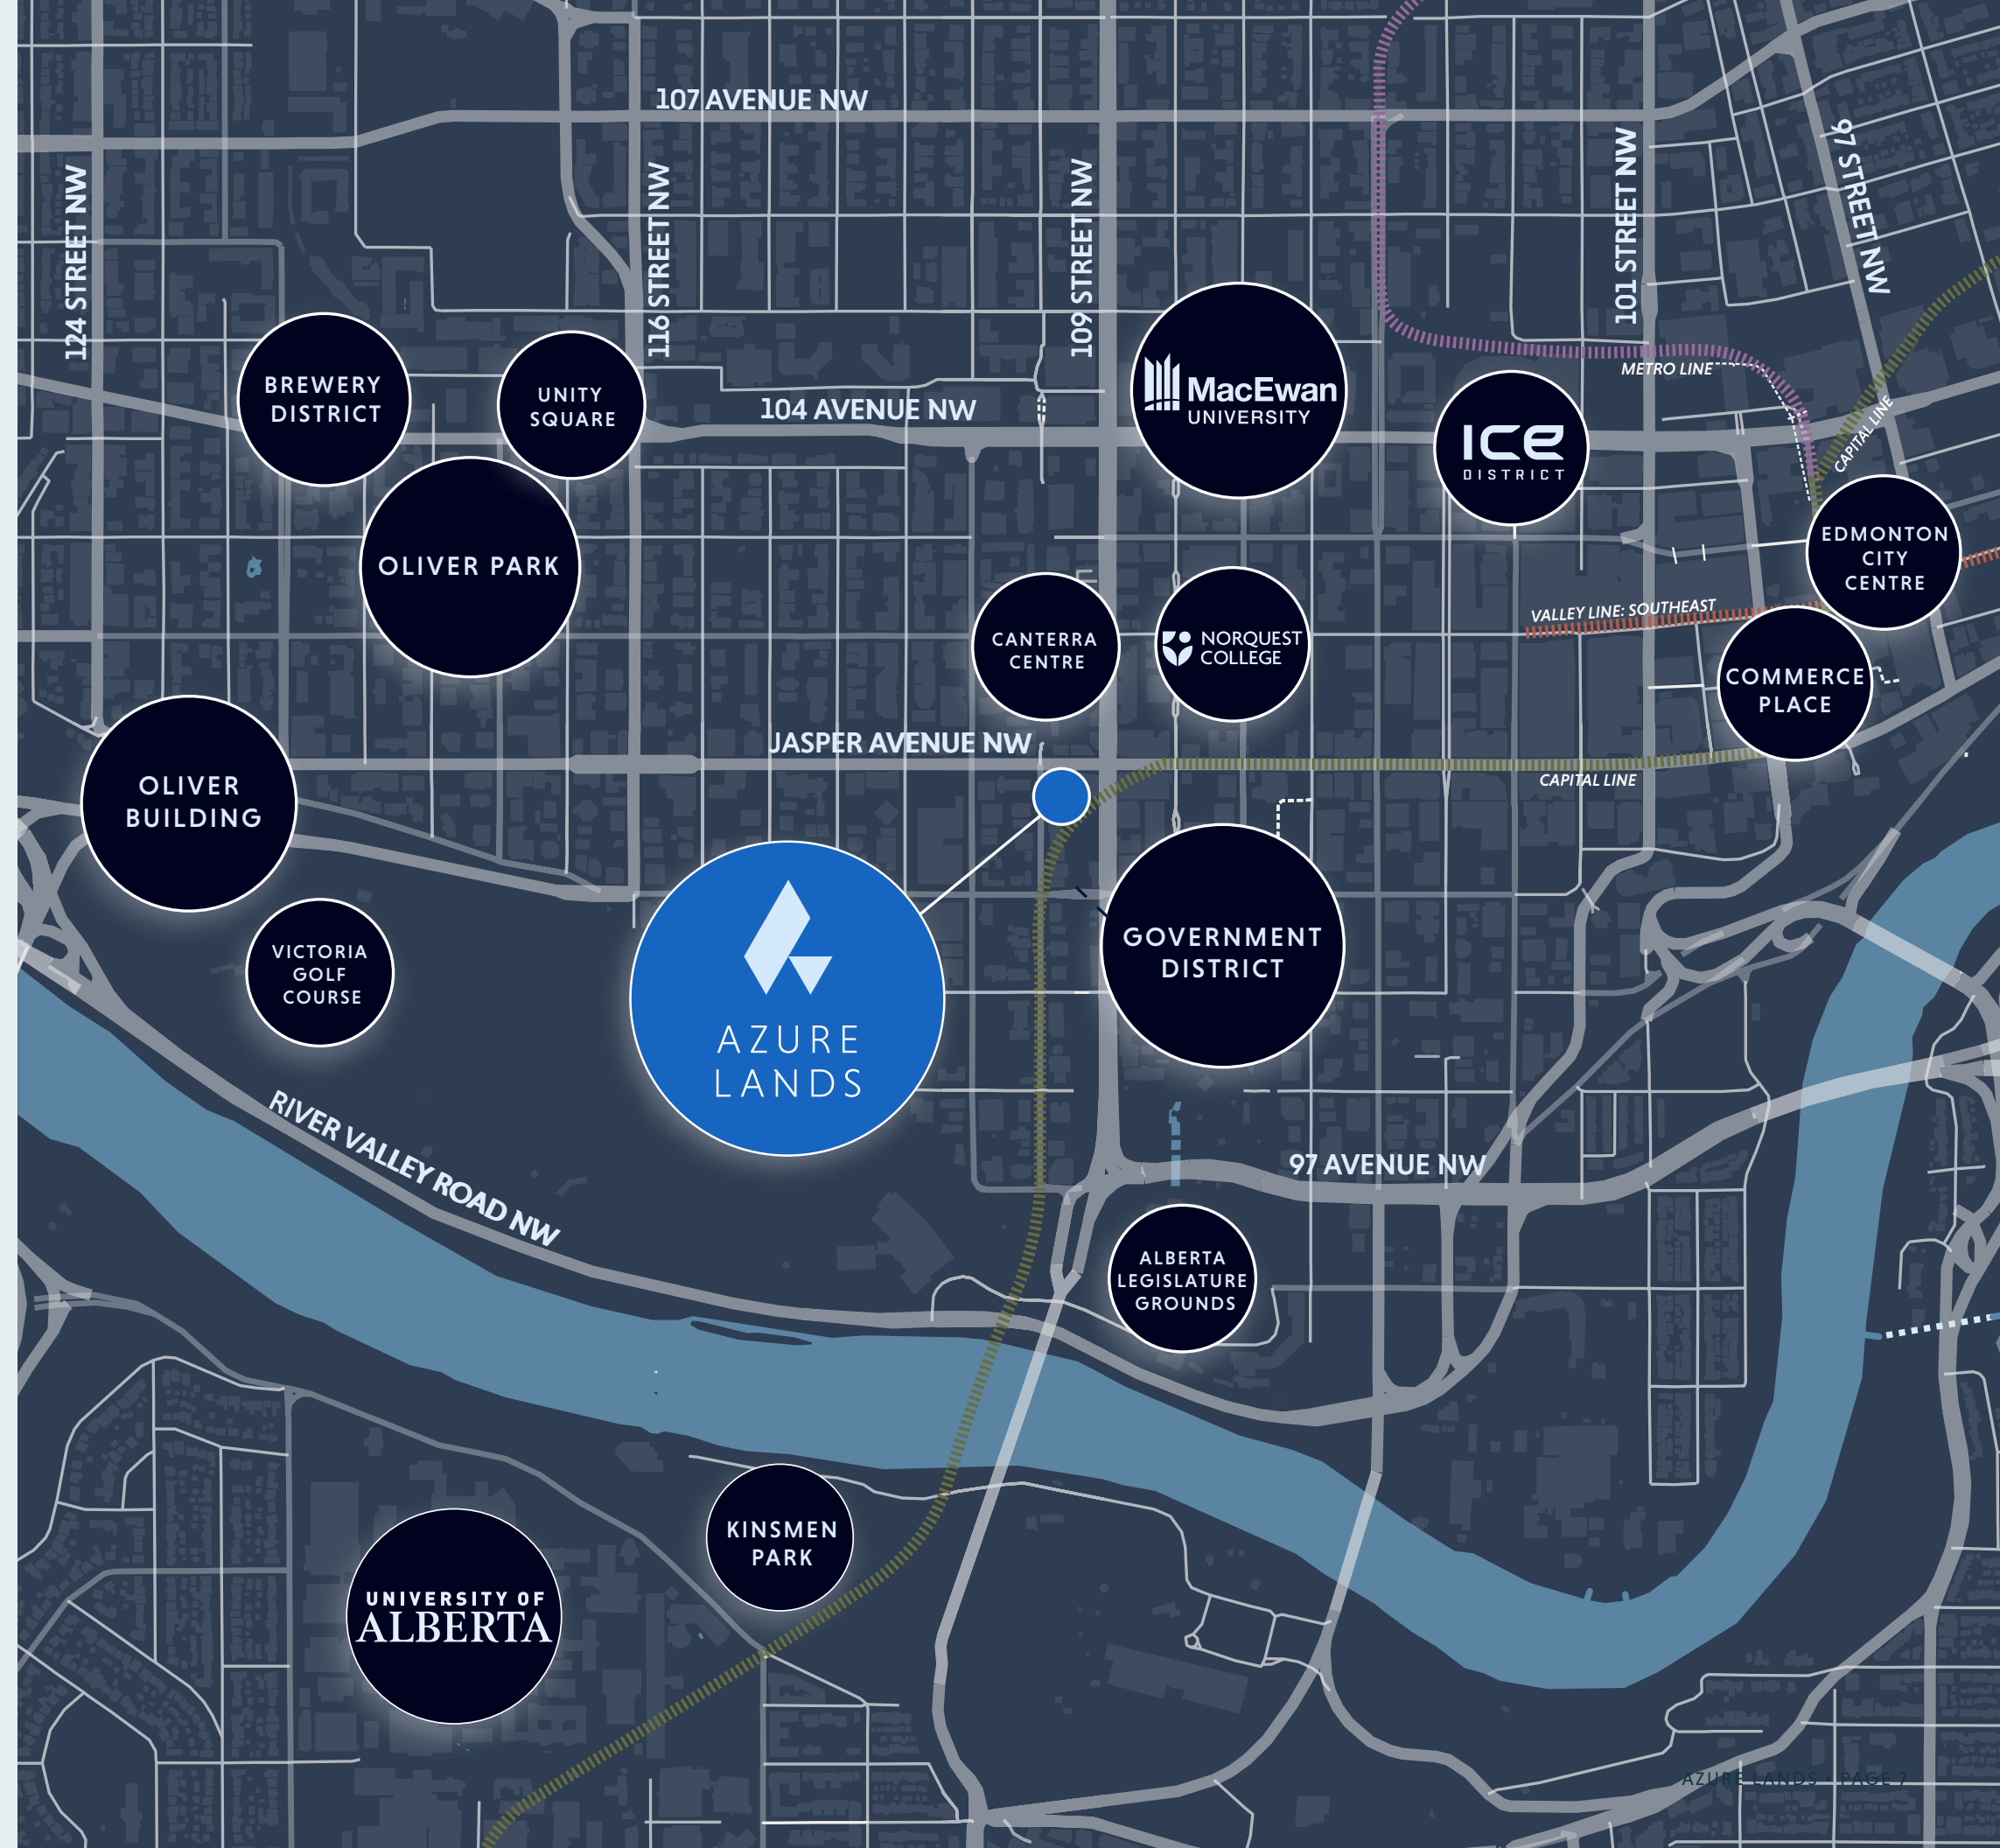 107 AVENUE NW
124 STREET NW
116 STREET NW
109 STREET NW
101 STREET NW
97 STREET NW
BREWERY
DISTRICT
UNITY
SQUARE
104 AVENUE NW
MacEwan
UNIVERSITY
METRO LINE
ICE
DISTRICT
CAPITAL LINE
OLIVER PARK
EDMONTON
CITY
CENTRE
VALLEY LINE: SOUTHEAST
CANTERRA
CENTRE
NORQUEST
COLLEGE
COMMERCE
PLACE
JASPER AVENUE NW
CAPITAL LINE
OLIVER
BUILDING
VICTORIA
GOLF
COURSE
AZURE
LANDS
GOVERNMENT
DISTRICT
RIVER VALLEY ROAD NW
97 AVENUE NW
ALBERTA
LEGISLATURE
GROUNDS
KINSMEN
PARK
UNIVERSITY OF
ALBERTA
AZURE LANDS • PAGE 7